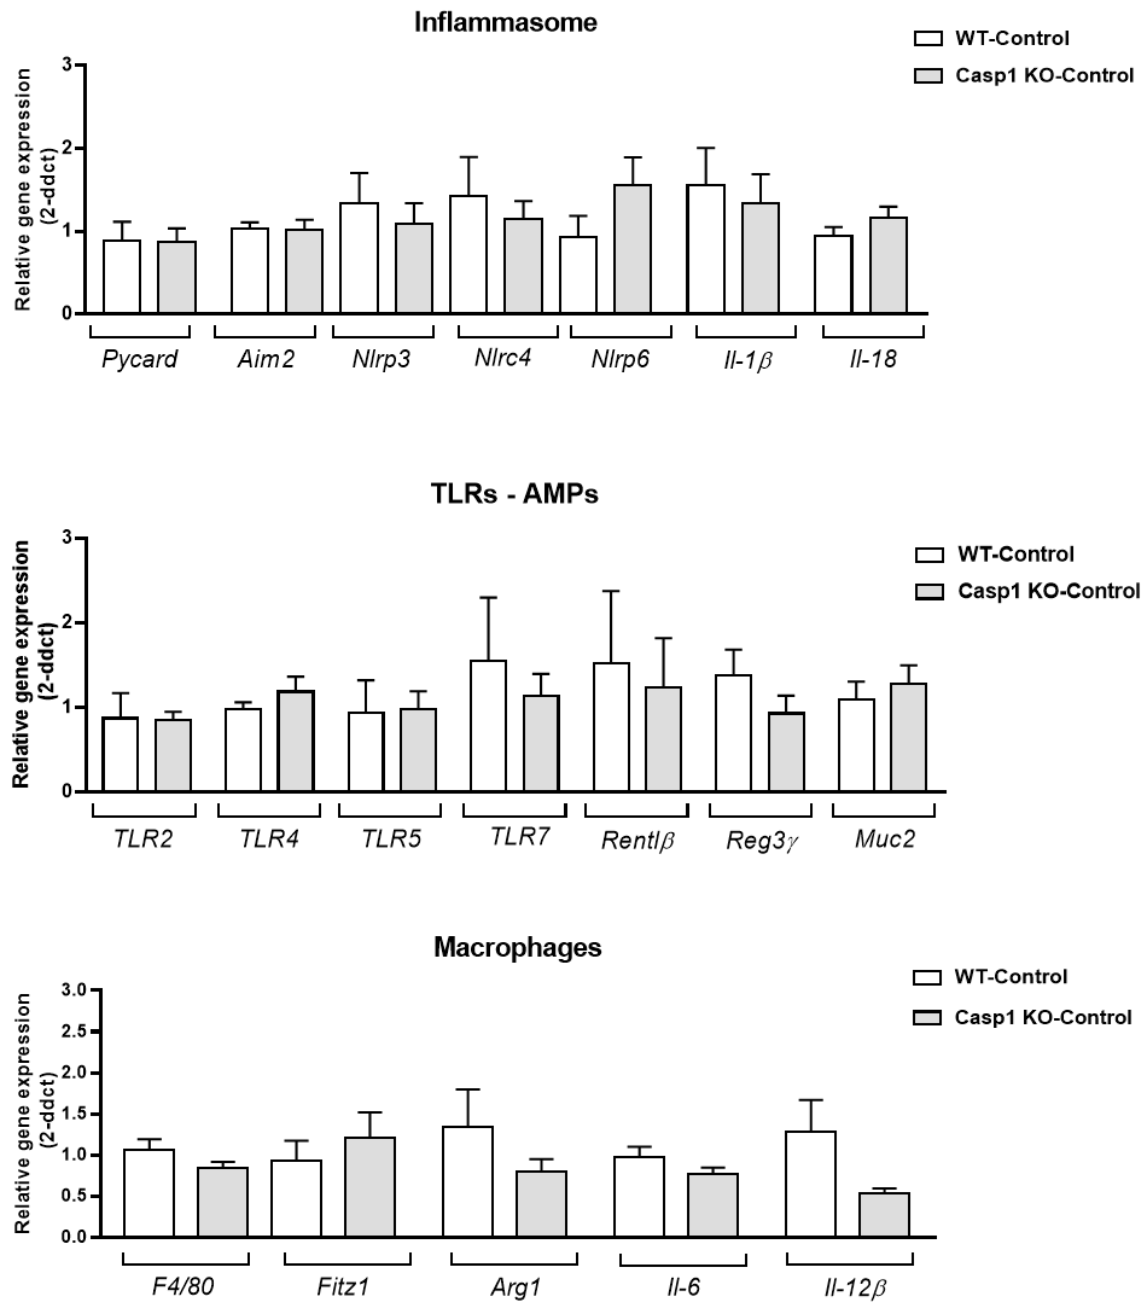 Inflammasome
WT-Control
Casp1 KO-Control
Relative gene expression
(2-ddct)
3
2
1
0
Pycard Aim2 Nlrp3 Nlrc4 Nlrp6 Il-1β Il-18
TLRs - AMPs
WT-Control
Casp1 KO-Control
Relative gene expression
(2-ddct)
3
2
1
0
TLR2 TLR4 TLR5 TLR7 Rentlβ Reg3γ Muc2
Macrophages
WT-Control
Casp1 KO-Control
Relative gene expression
(2-ddct)
3.0
2.5
2.0
1.5
1.0
0.5
0.0
F4/80 Fitz1 Arg1 Il-6 Il-12β